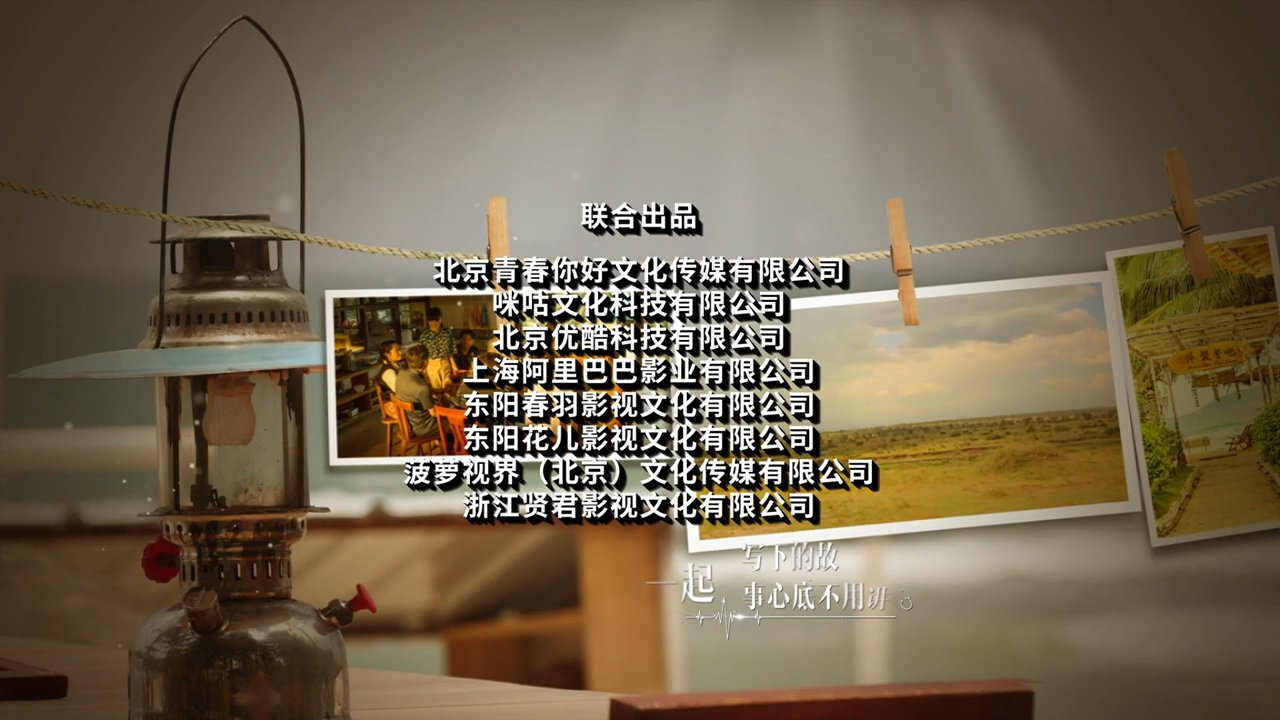 联合出品
北京青春你好文化传媒有限公司
咪咕文化科技有限公司
北京优酷科技有限公司
上海阿里巴巴影业有限公司
东阳春羽影视文化有限公司
东阳花儿影视文化有限公司
菠萝视界（北京）文化传媒有限公司
浙江贤君影视文化有限公司
一起 写下的故
事心底不用讲